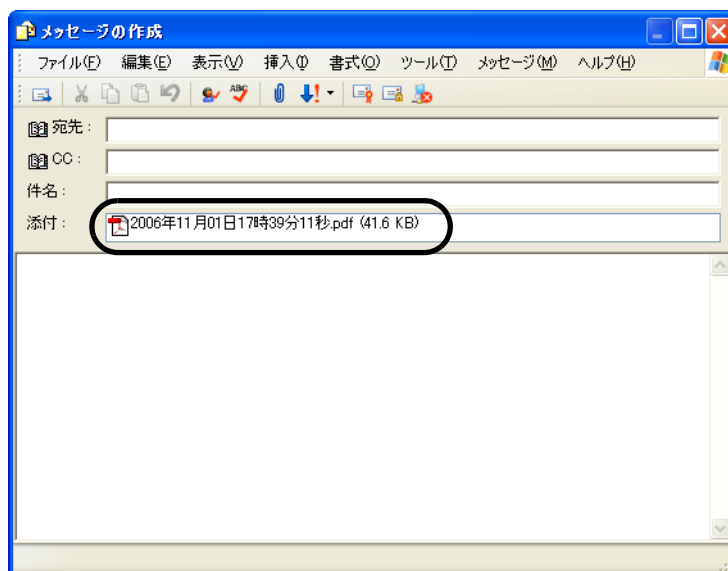 メッセージの作成
ファイル(F) 編集(E) 表示(V) 挿入(I) 書式(O) ツール(T) メッセージ(M) ヘルプ(H)
ABC
宛先:
CC:
件名:
添付: 2006年11月01日17時39分11秒.pdf (41.6 KB)